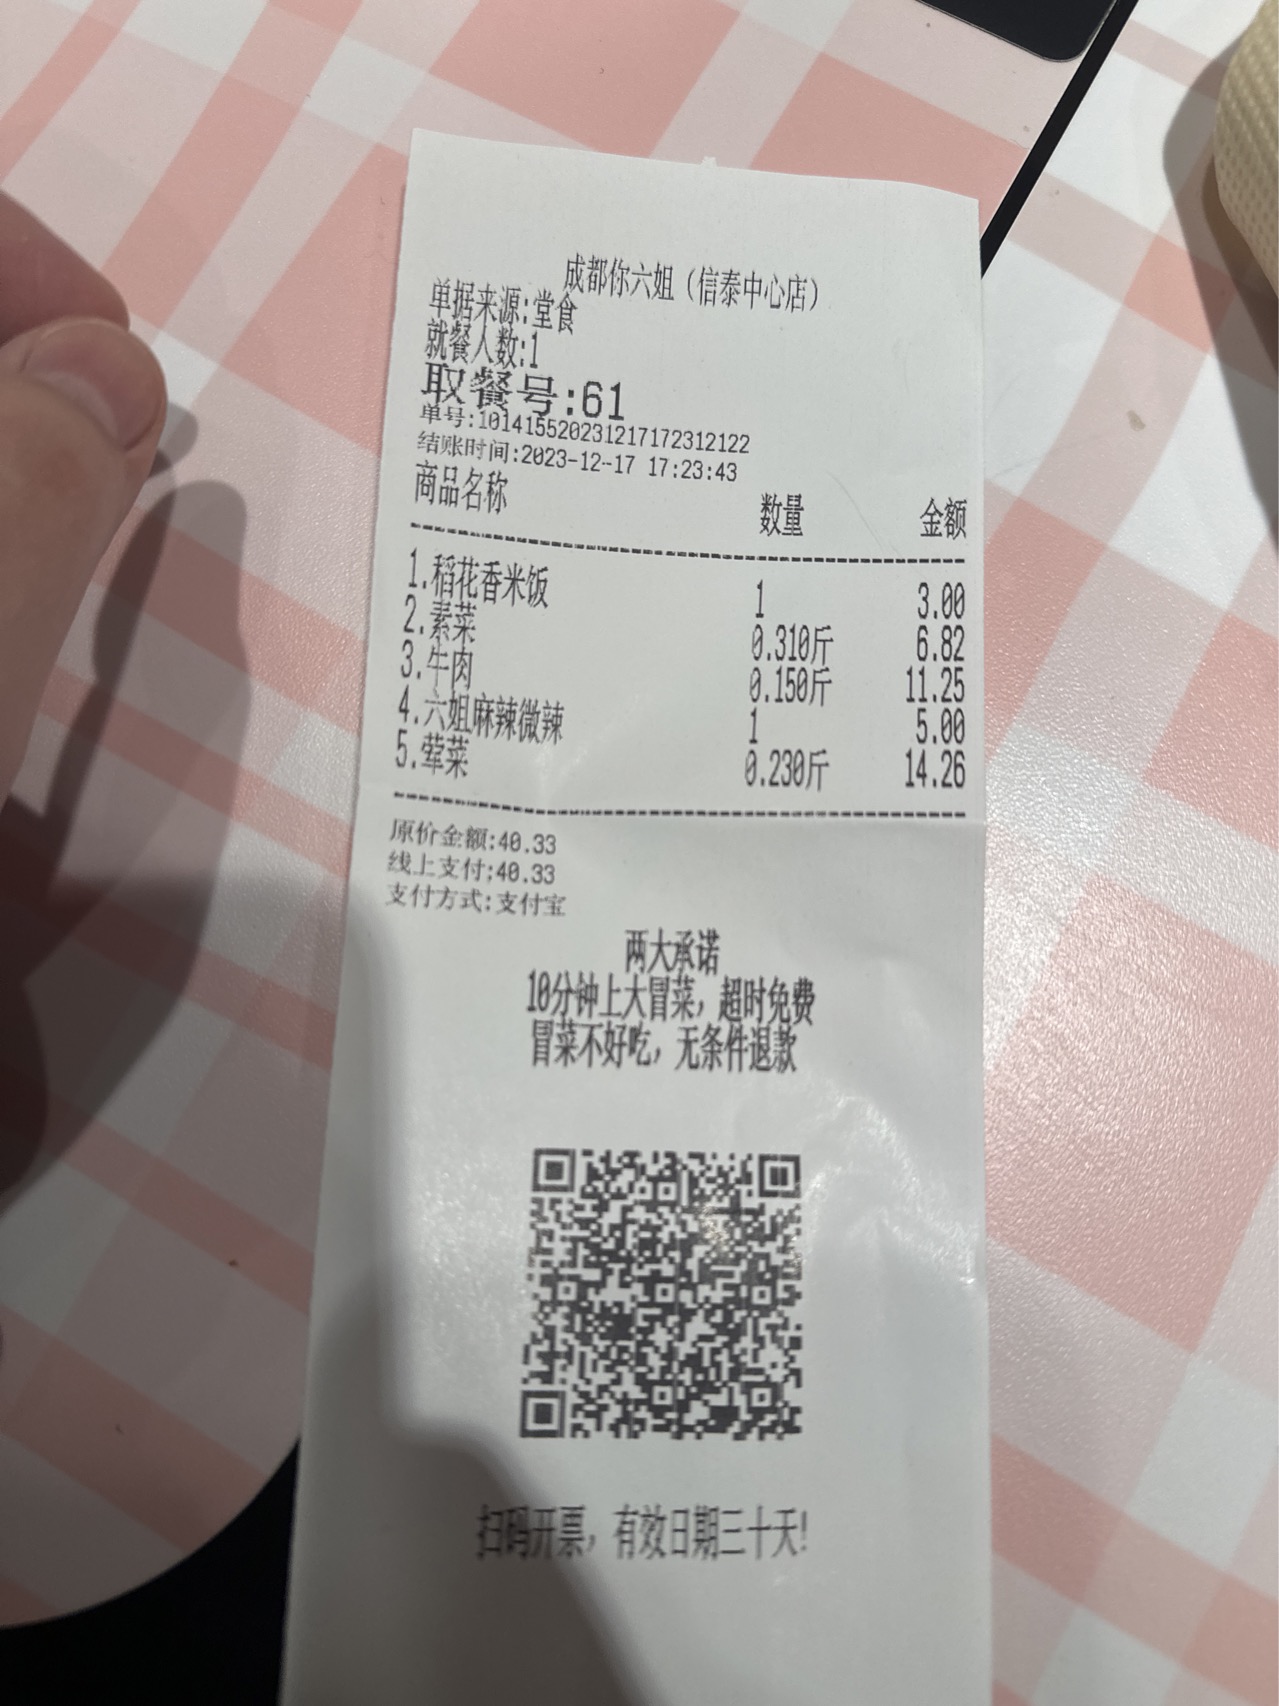 成都你六姐（信泰中心店）
单据来源:堂食
就餐人数:1
取餐号:61
单号:101415520231217172312122
结账时间:2023-12-17 17:23:43
商品名称 数量 金额
1.稻花香米饭 1 3.00
2.素菜 0.310斤 6.82
3.牛肉 0.150斤 11.25
4.六姐麻辣微辣 1 5.00
5.荤菜 0.230斤 14.26
原价金额:40.33
线上支付:40.33
支付方式:支付宝
两大承诺
10分钟上大冒菜，超时免费
冒菜不好吃，无条件退款
扫码开票，有效日期三十天!